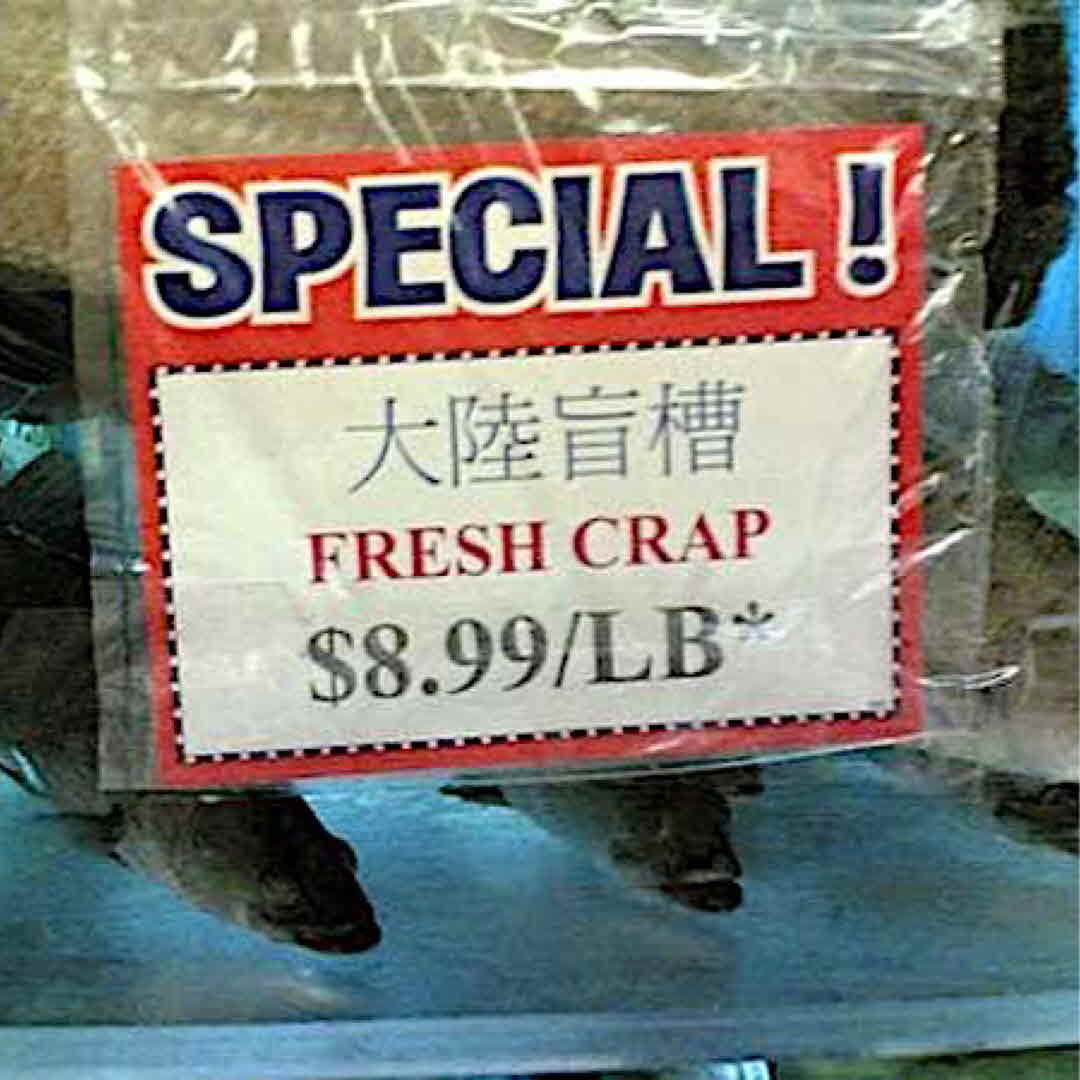 SPECIAL !
大陸盲槽
FRESH CRAP
$8.99/LB*